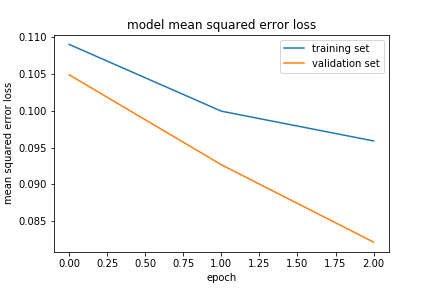 model mean squared error loss
0.110
0.105
0.100
0.095
0.090
0.085
mean squared error loss
training set
validation set
0.00 0.25 0.50 0.75 1.00 1.25 1.50 1.75 2.00
epoch